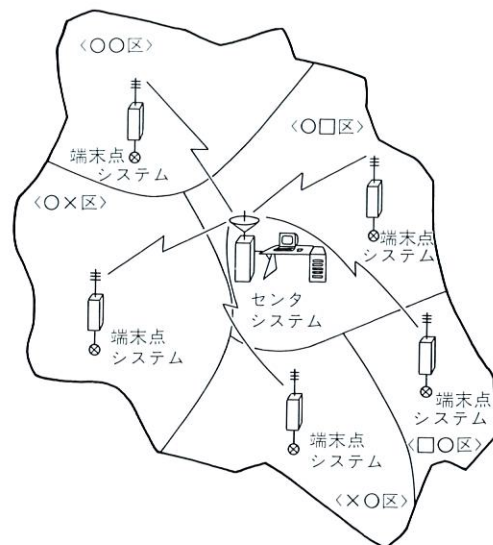 〈○○区〉
端末点
システム
〈○□区〉
端末点
システム
〈○×区〉
センタ
システム
端末点
システム
端末点
システム
〈□○区〉
端末点
システム
〈×○区〉